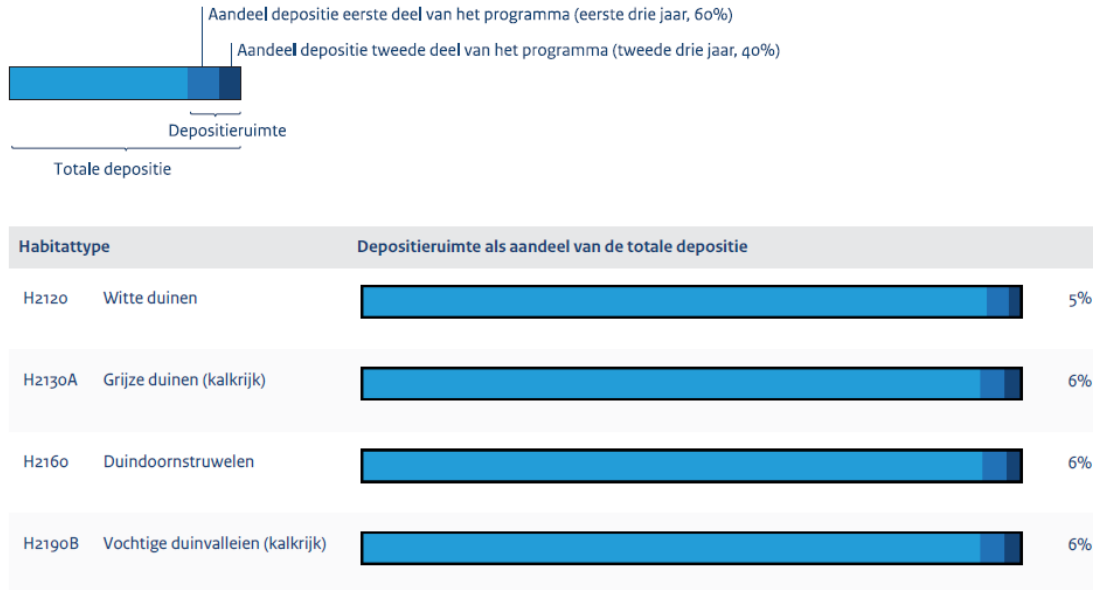 Aandeel depositie eerste deel van het programma (eerste drie jaar, 60%)
Aandeel depositie tweede deel van het programma (tweede drie jaar, 40%)
Depositieruimte
Totale depositie
Habitattype Depositieruimte als aandeel van de totale depositie
H2120 Witte duinen 5%
H2130A Grijze duinen (kalkrijk) 6%
H2160 Duindoornstruwelen 6%
H2190B Vochtige duinvalleien (kalkrijk) 6%